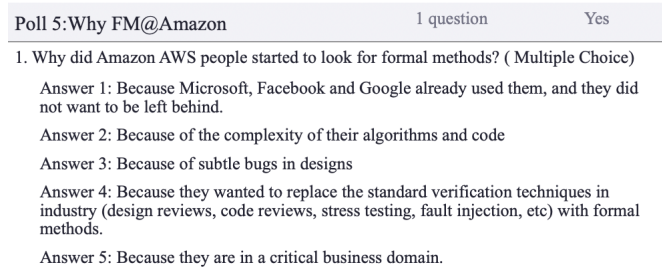 Poll 5:Why FM@Amazon 1 question Yes
1. Why did Amazon AWS people started to look for formal methods? ( Multiple Choice)
Answer 1: Because Microsoft, Facebook and Google already used them, and they did
not want to be left behind.
Answer 2: Because of the complexity of their algorithms and code
Answer 3: Because of subtle bugs in designs
Answer 4: Because they wanted to replace the standard verification techniques in
industry (design reviews, code reviews, stress testing, fault injection, etc) with formal
methods.
Answer 5: Because they are in a critical business domain.